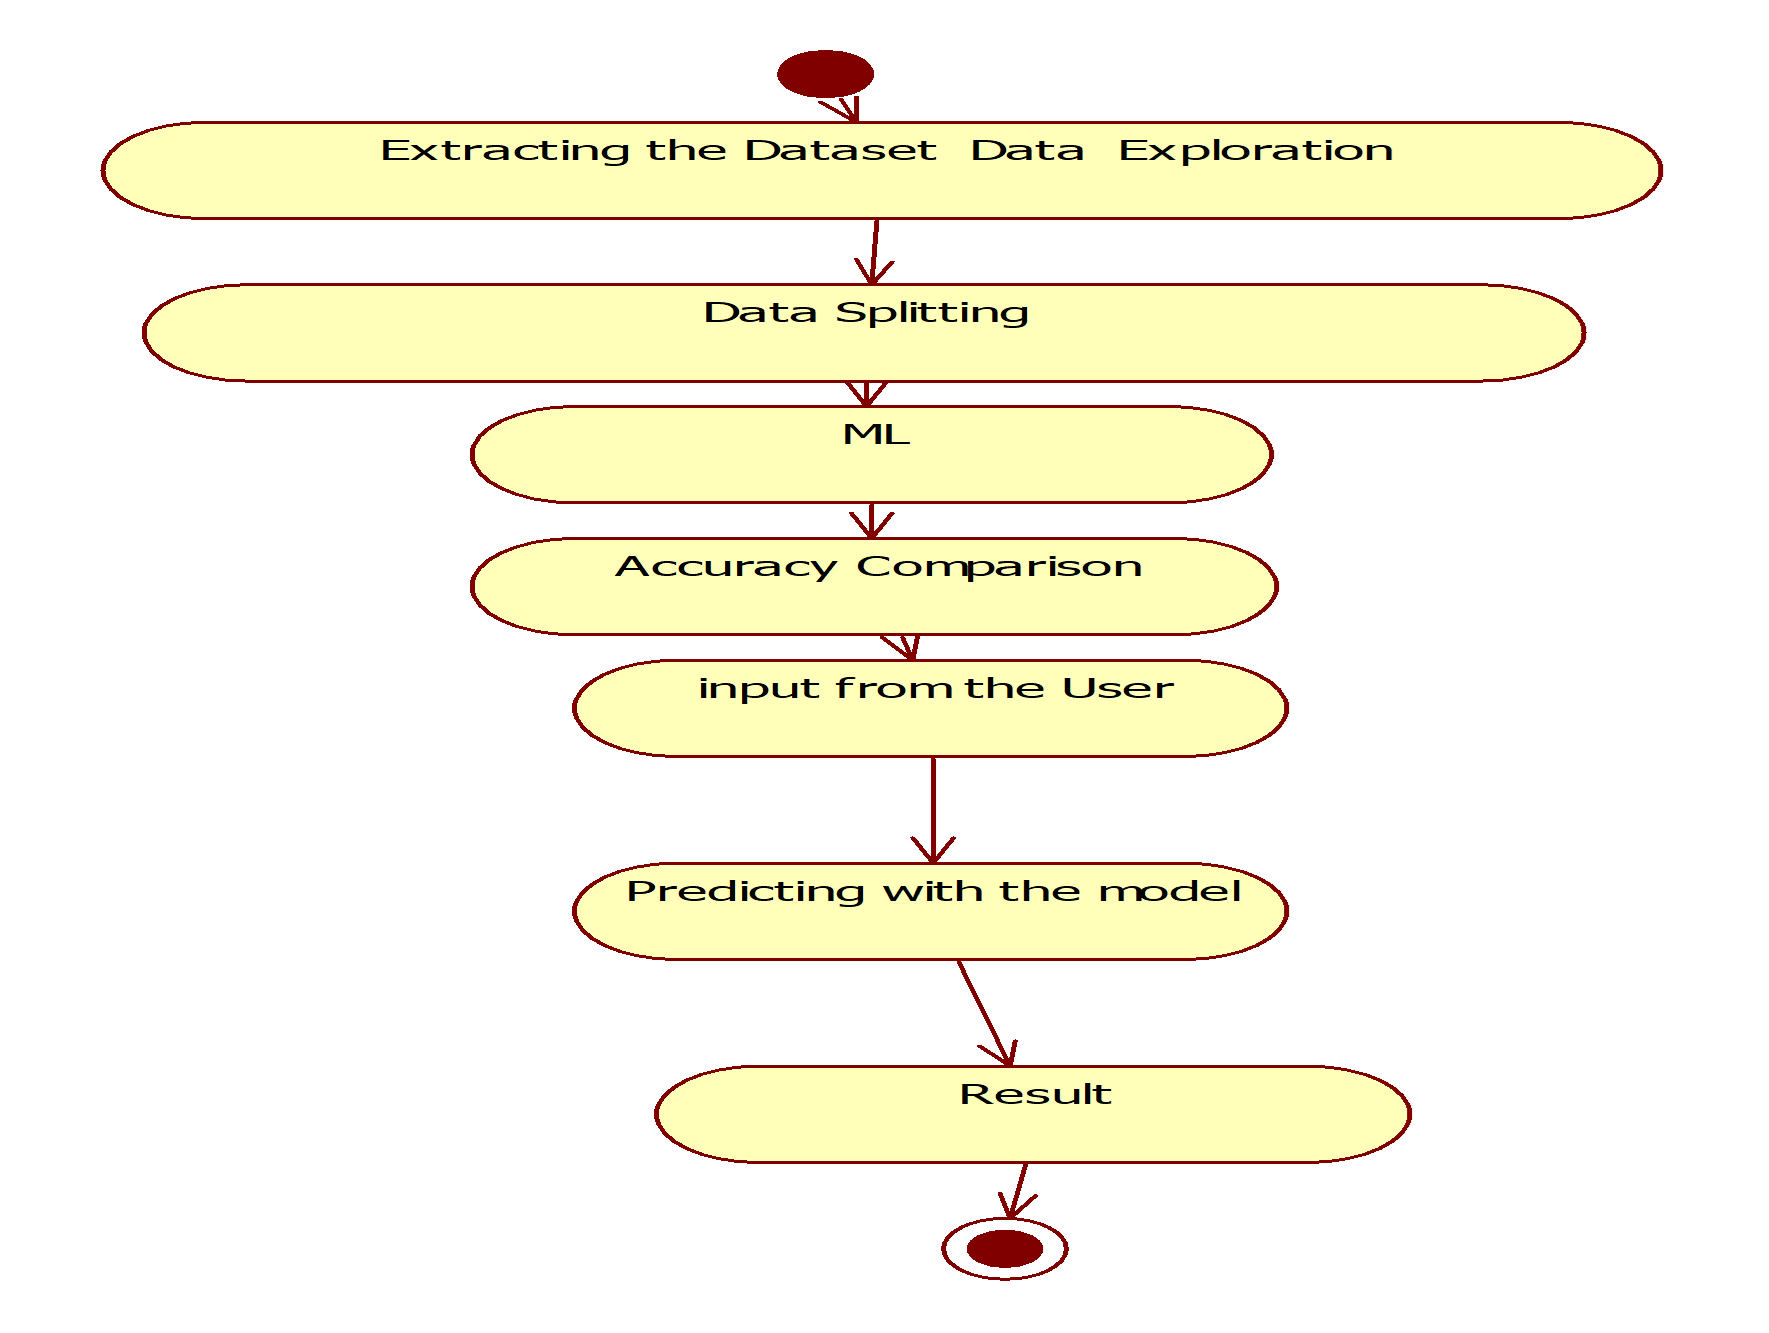 Extracting the Dataset Data Exploration
Data Splitting
ML
Accuracy Comparison
input from the User
Predicting with the model
Result